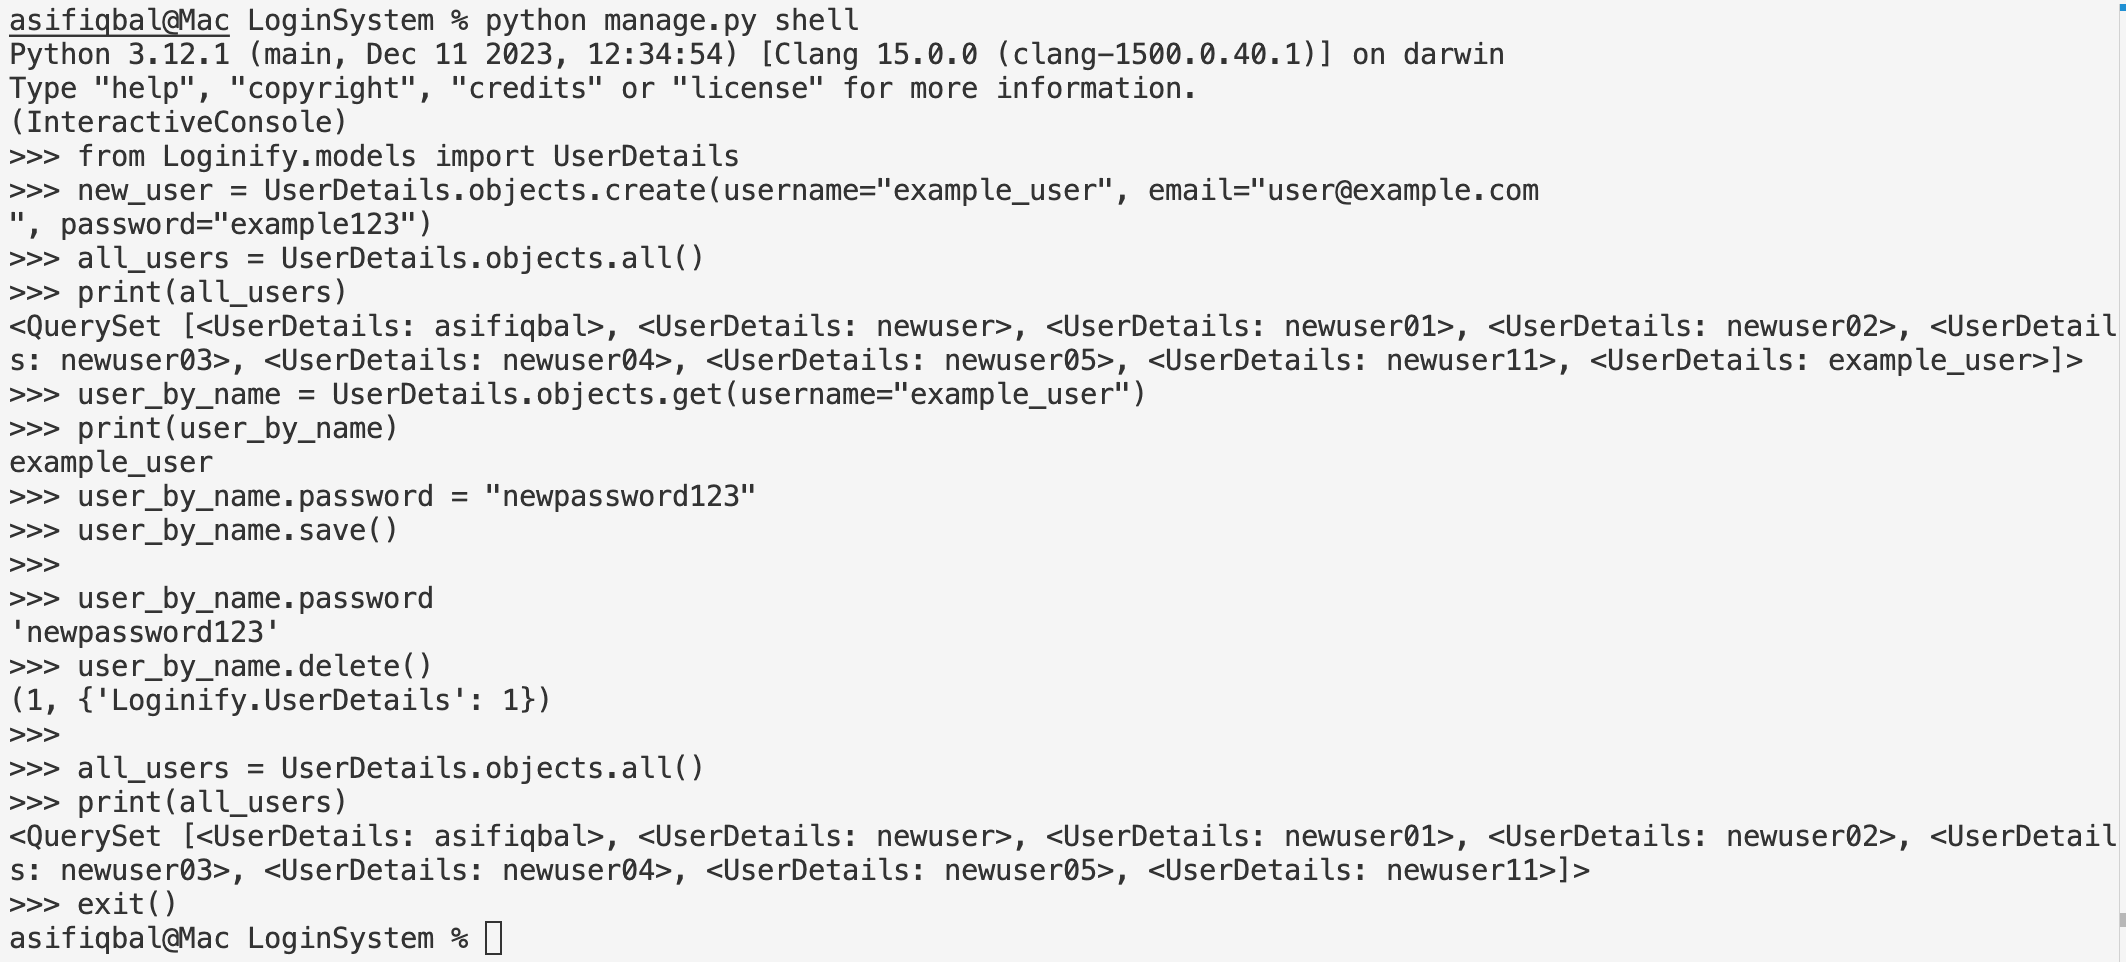 asifiqbal@Mac LoginSystem % python manage.py shell
Python 3.12.1 (main, Dec 11 2023, 12:34:54) [Clang 15.0.0 (clang-1500.0.40.1)] on darwin
Type "help", "copyright", "credits" or "license" for more information.
(InteractiveConsole)
>>> from Loginify.models import UserDetails
>>> new_user = UserDetails.objects.create(username="example_user", email="user@example.com
", password="example123")
>>> all_users = UserDetails.objects.all()
>>> print(all_users)
<QuerySet [<UserDetails: asifiqbal>, <UserDetails: newuser>, <UserDetails: newuser01>, <UserDetails: newuser02>, <UserDetail
s: newuser03>, <UserDetails: newuser04>, <UserDetails: newuser05>, <UserDetails: newuser11>, <UserDetails: example_user>]>
>>> user_by_name = UserDetails.objects.get(username="example_user")
>>> print(user_by_name)
example_user
>>> user_by_name.password = "newpassword123"
>>> user_by_name.save()
>>>
>>> user_by_name.password
'newpassword123'
>>> user_by_name.delete()
(1, {'Loginify.UserDetails': 1})
>>>
>>> all_users = UserDetails.objects.all()
>>> print(all_users)
<QuerySet [<UserDetails: asifiqbal>, <UserDetails: newuser>, <UserDetails: newuser01>, <UserDetails: newuser02>, <UserDetail
s: newuser03>, <UserDetails: newuser04>, <UserDetails: newuser05>, <UserDetails: newuser11>]>
>>> exit()
asifiqbal@Mac LoginSystem %